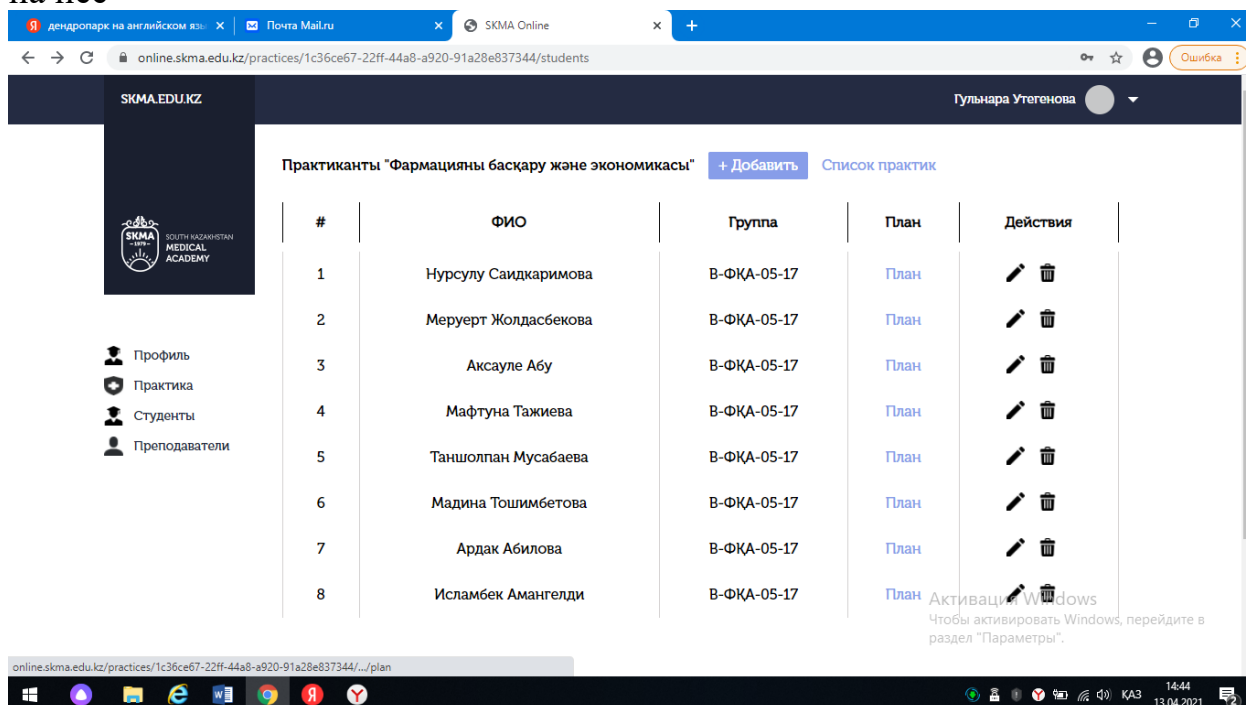 на нее
дендропарк на английском язы
Почта Mail.ru
SKMA Online
online.skma.edu.kz/practices/1c36ce67-22ff-44a8-a920-91a28e837344/students
Ошибка
SKMA.EDU.KZ
Гульнара Утегенова
Практиканты "Фармацияны басқару және экономикасы" + Добавить Список практик
SKMA
-1979-
SOUTH KAZAKHSTAN
MEDICAL
ACADEMY
# ФИО Группа План Действия
1 Нурсулу Саидкаримова В-ФҚА-05-17 План
2 Меруерт Жолдасбекова В-ФҚА-05-17 План
3 Аксауле Абу В-ФҚА-05-17 План
4 Мафтуна Тажиева В-ФҚА-05-17 План
5 Таншолпан Мусабаева В-ФҚА-05-17 План
6 Мадина Тошимбетова В-ФҚА-05-17 План
7 Ардак Абилова В-ФҚА-05-17 План
8 Исламбек Амангелди В-ФҚА-05-17 План
Профиль
Практика
Студенты
Преподаватели
Активация Windows
Чтобы активировать Windows, перейдите в
раздел "Параметры".
online.skma.edu.kz/practices/1c36ce67-22ff-44a8-a920-91a28e837344/.../plan
ҚАЗ
14:44
13.04.2021
2